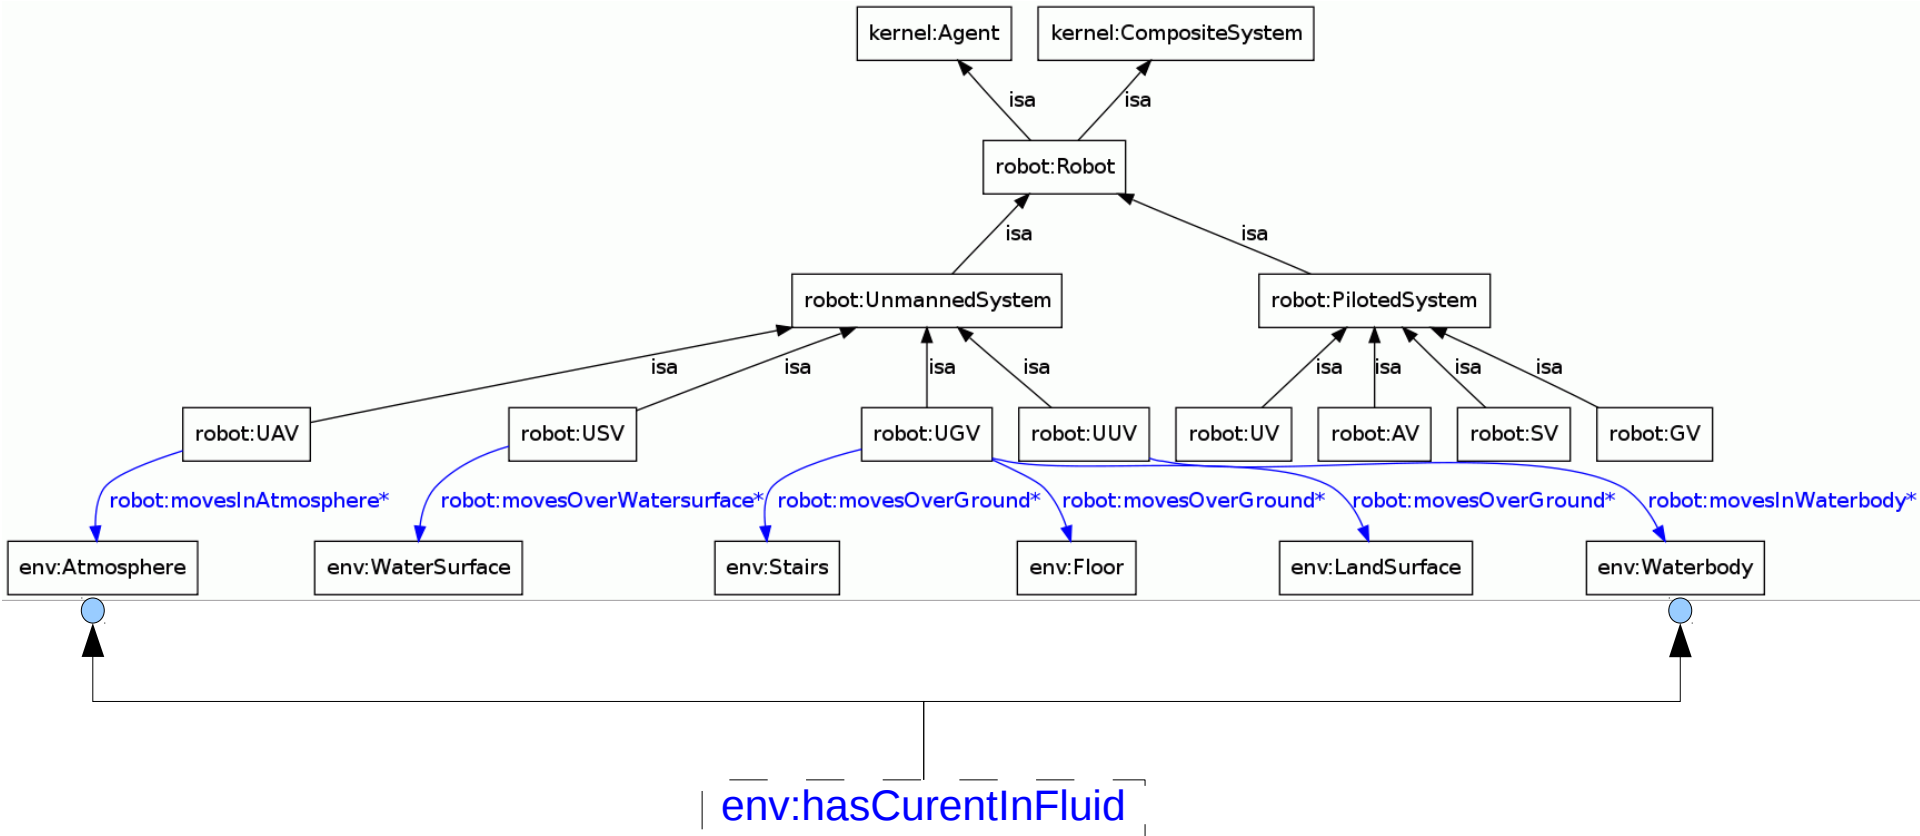 kernel:Agent
kernel:CompositeSystem
isa
isa
robot:Robot
isa
isa
robot:UnmannedSystem
robot:PilotedSystem
isa
isa
isa
isa
isa
isa
isa
isa
robot:UAV
robot:USV
robot:UGV
robot:UUV
robot:UV
robot:AV
robot:SV
robot:GV
robot:movesInAtmosphere*
robot:movesOverWatersurface*
robot:movesOverGround*
robot:movesOverGround*
robot:movesOverGround*
robot:movesInWaterbody*
env:Atmosphere
env:WaterSurface
env:Stairs
env:Floor
env:LandSurface
env:Waterbody
env:hasCurentInFluid